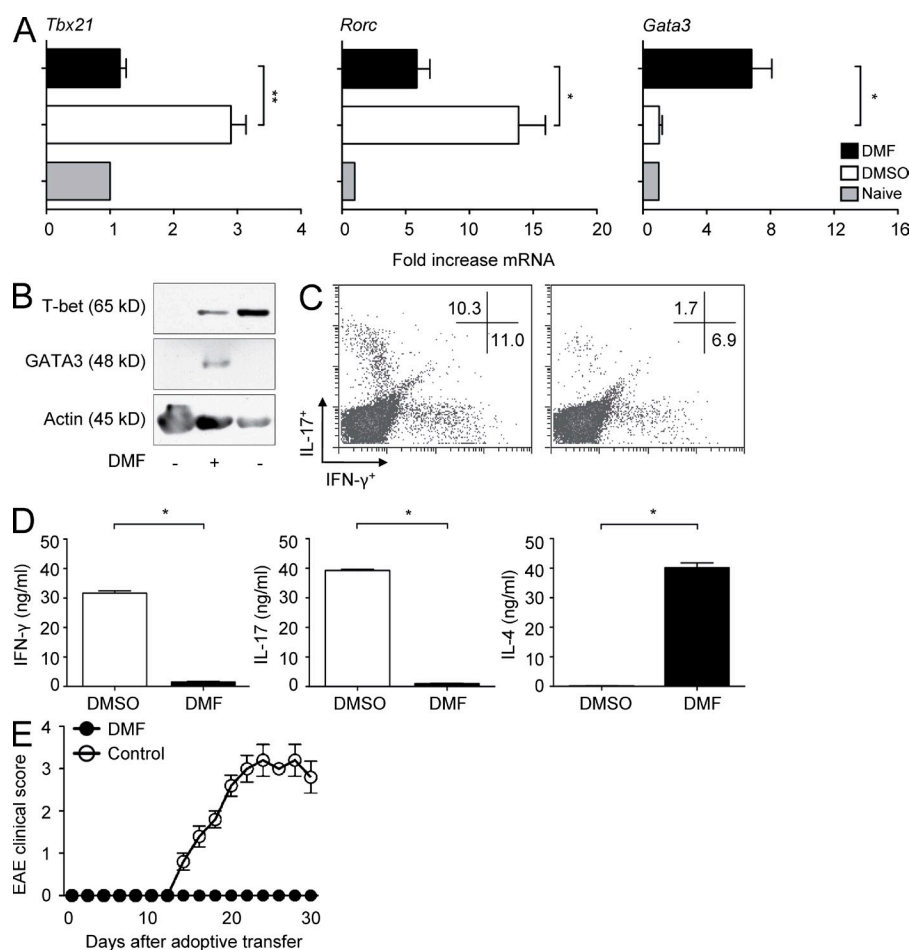 A
Tbx21
Rorc
Gata3
**
*
*
DMF
DMSO
Naive
0 1 2 3 4
0 5 10 15 20
0 4 8 12 16
Fold increase mRNA
B
T-bet (65 kD)
GATA3 (48 kD)
Actin (45 kD)
DMF - + -
C
10.3
11.0
1.7
6.9
IL-17+
IFN-γ+
D
*
*
*
50
40
30
20
10
0
IFN-γ (ng/ml)
DMSO DMF
50
40
30
20
10
0
IL-17 (ng/ml)
DMSO DMF
50
40
30
20
10
0
IL-4 (ng/ml)
DMSO DMF
E
DMF
Control
4
3
2
1
0
EAE clinical score
0 10 20 30
Days after adoptive transfer